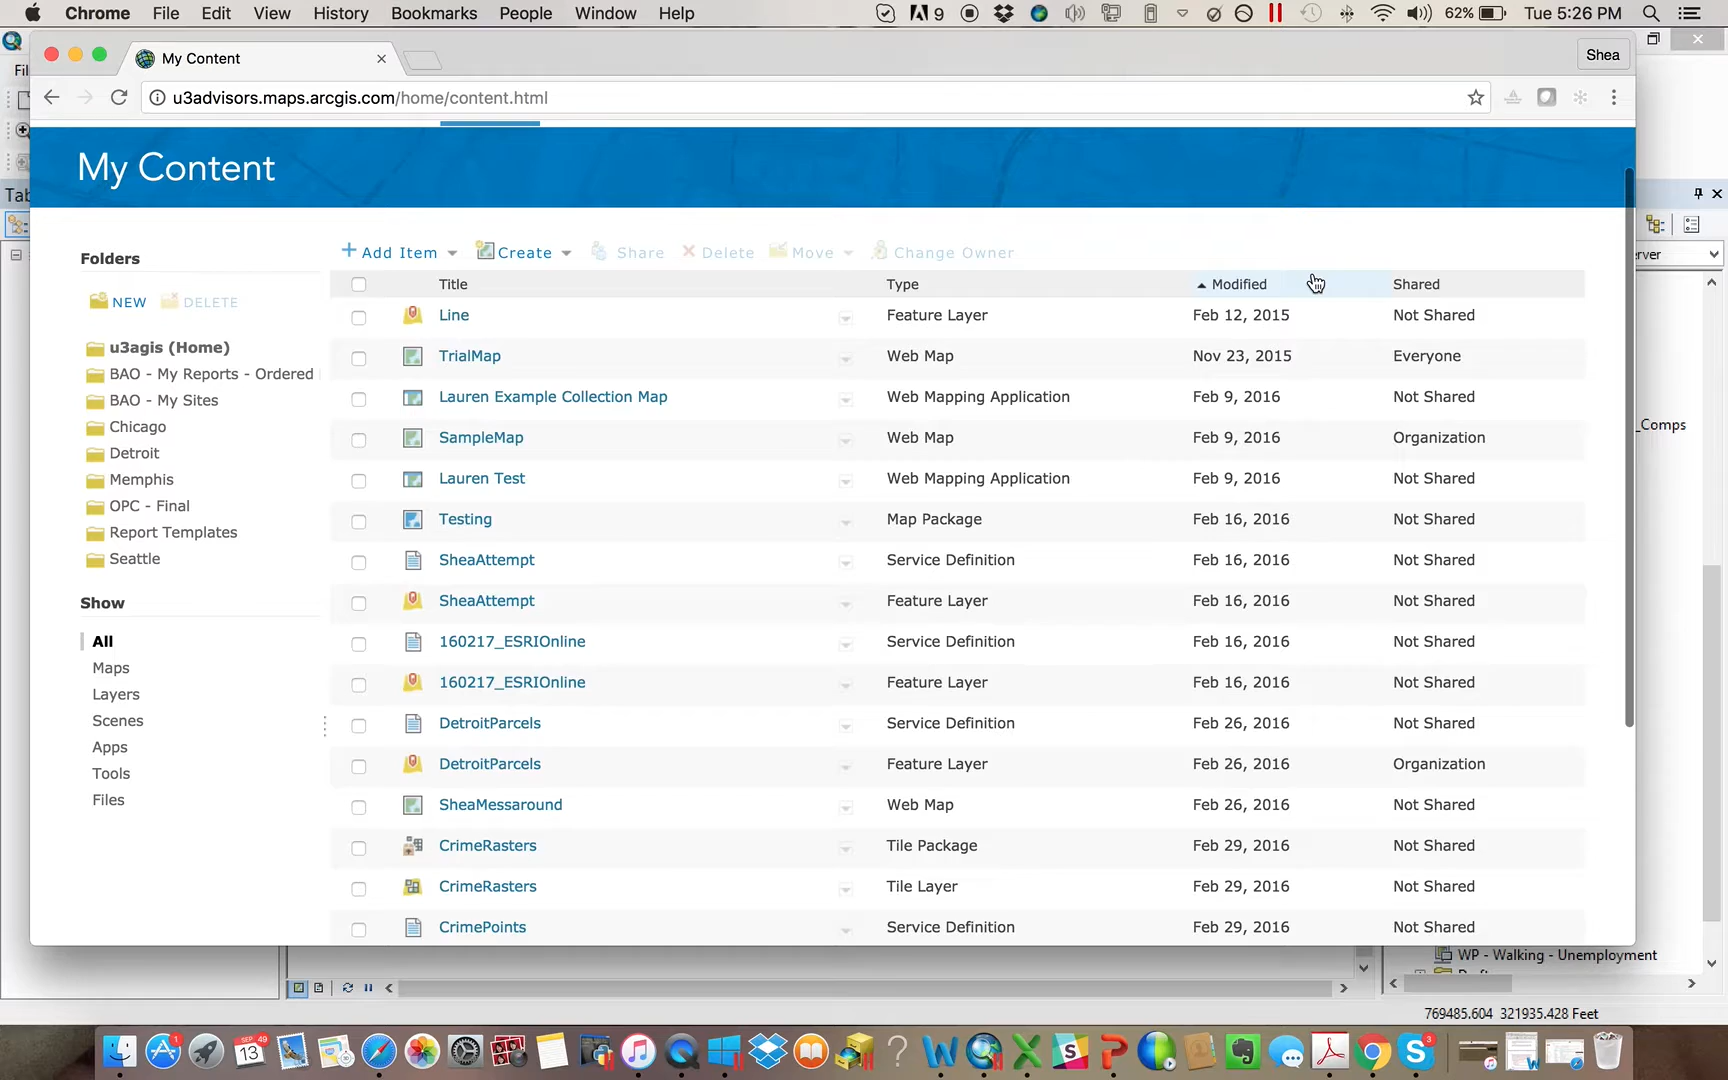 Chrome File Edit View History Bookmarks People Window Help 9 62% Tue 5:26 PM
My Content Shea
u3advisors.maps.arcgis.com/home/content.html
My Content
Folders
NEW DELETE
u3agis (Home)
BAO - My Reports - Ordered
BAO - My Sites
Chicago
Detroit
Memphis
OPC - Final
Report Templates
Seattle
Show
All
Maps
Layers
Scenes
Apps
Tools
Files
Add Item Create Share Delete Move Change Owner
Title Type Modified Shared
Line Feature Layer Feb 12, 2015 Not Shared
TrialMap Web Map Nov 23, 2015 Everyone
Lauren Example Collection Map Web Mapping Application Feb 9, 2016 Not Shared
SampleMap Web Map Feb 9, 2016 Organization
Lauren Test Web Mapping Application Feb 9, 2016 Not Shared
Testing Map Package Feb 16, 2016 Not Shared
SheaAttempt Service Definition Feb 16, 2016 Not Shared
SheaAttempt Feature Layer Feb 16, 2016 Not Shared
160217_ESRIOnline Service Definition Feb 16, 2016 Not Shared
160217_ESRIOnline Feature Layer Feb 16, 2016 Not Shared
DetroitParcels Service Definition Feb 26, 2016 Not Shared
DetroitParcels Feature Layer Feb 26, 2016 Organization
SheaMessaround Web Map Feb 26, 2016 Not Shared
CrimeRasters Tile Package Feb 29, 2016 Not Shared
CrimeRasters Tile Layer Feb 29, 2016 Not Shared
CrimePoints Service Definition Feb 29, 2016 Not Shared
Fil
Tab
rver
_Comps
WP - Walking - Unemployment
769485.604 321935.428 Feet
SEP 49
13
1
3